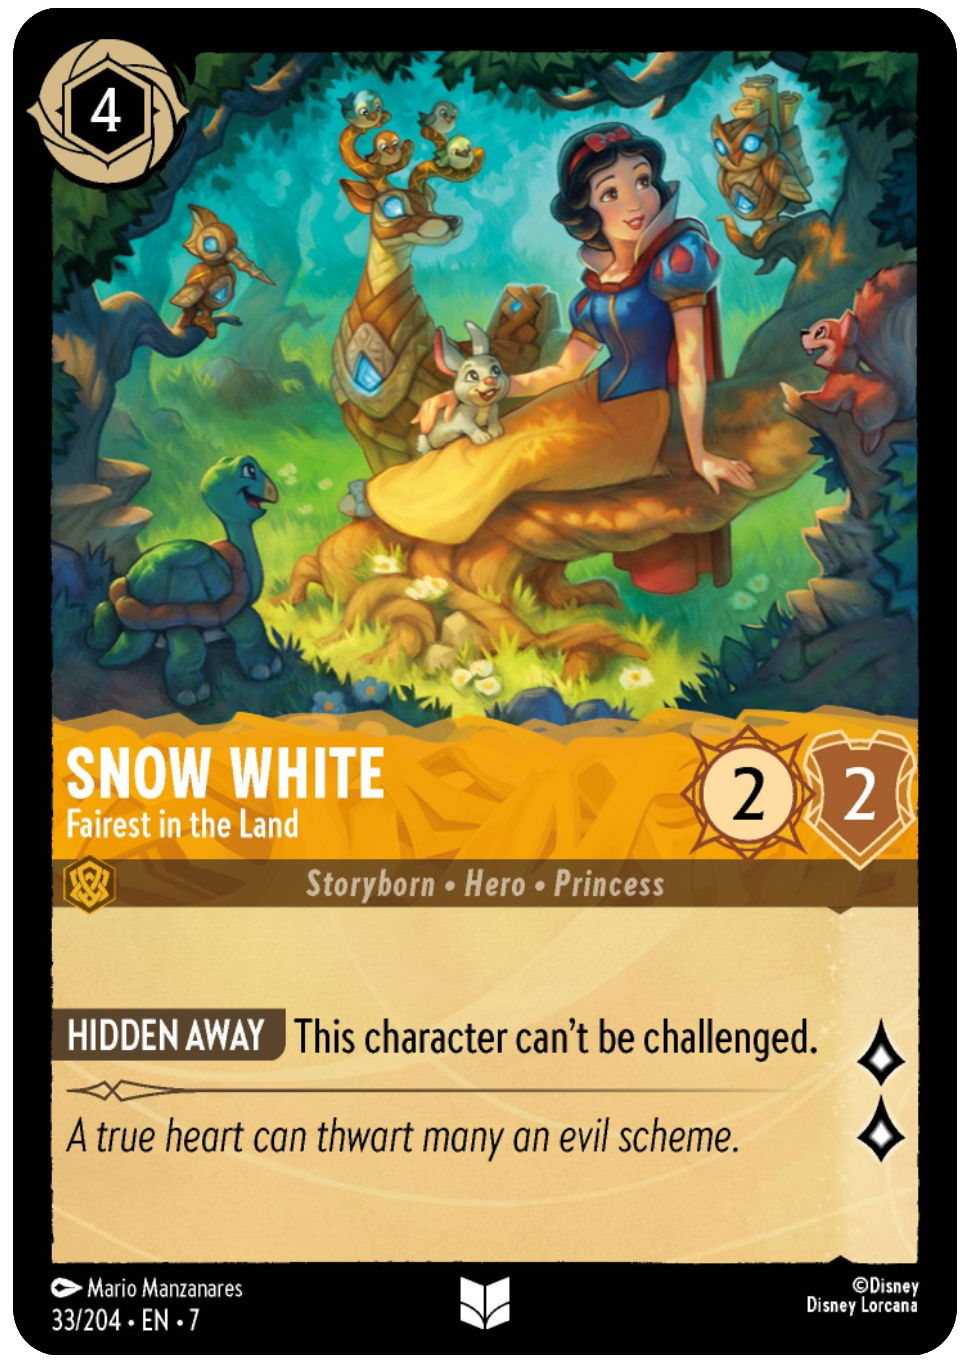 4
SNOW WHITE
Fairest in the Land
2
2
Storyborn • Hero • Princess
HIDDEN AWAY This character can't be challenged.
A true heart can thwart many an evil scheme.
Mario Manzanares
33/204 • EN • 7
©Disney
Disney Lorcana